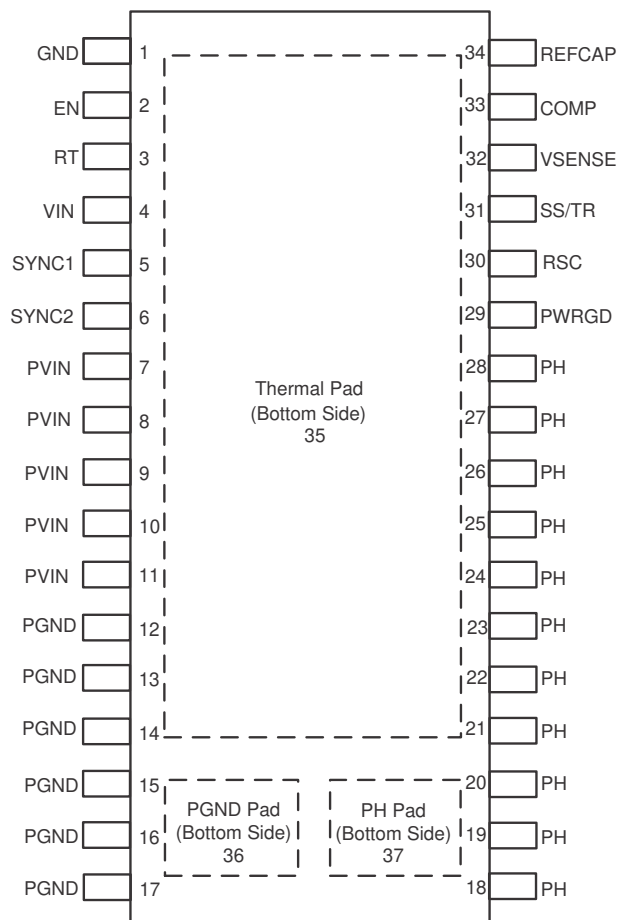 GND 1 34 REFCAP
EN 2 33 COMP
RT 3 32 VSENSE
VIN 4 31 SS/TR
SYNC1 5 30 RSC
SYNC2 6 29 PWRGD
PVIN 7 28 PH
PVIN 8 27 PH
PVIN 9 26 PH
PVIN 10 25 PH
PVIN 11 24 PH
PGND 12 23 PH
PGND 13 22 PH
PGND 14 21 PH
PGND 15 20 PH
PGND 16 19 PH
PGND 17 18 PH
Thermal Pad
(Bottom Side)
35
PGND Pad
(Bottom Side)
36
PH Pad
(Bottom Side)
37